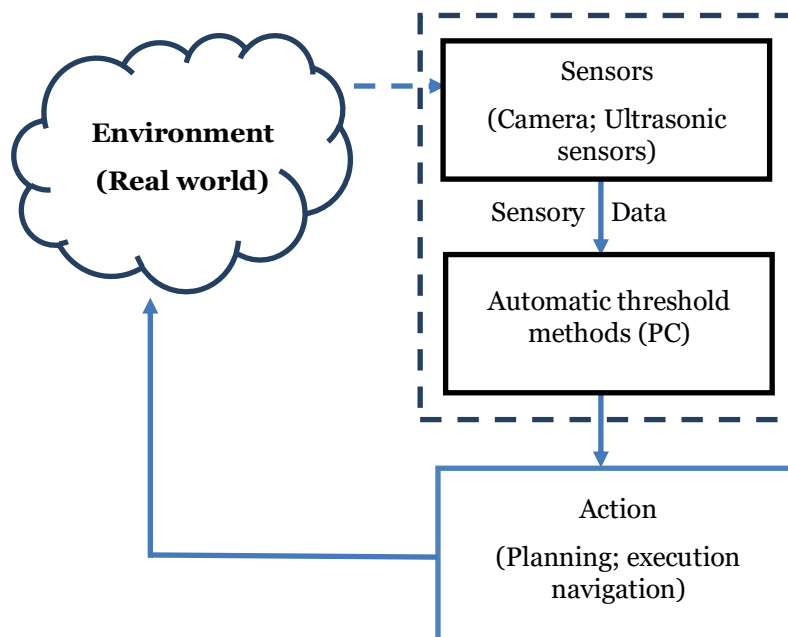 Environment
(Real world)
Sensors
(Camera; Ultrasonic
sensors)
Sensory Data
Automatic threshold
methods (PC)
Action
(Planning; execution
navigation)